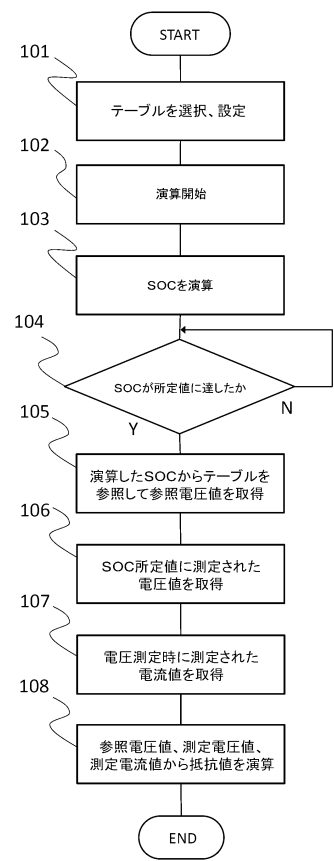 START
101
テーブルを選択、設定
102
演算開始
103
SOCを演算
104
SOCが所定値に達したか
N
Y
105
演算したSOCからテーブルを
参照して参照電圧値を取得
106
SOC所定値に測定された
電圧値を取得
107
電圧測定時に測定された
電流値を取得
108
参照電圧値、測定電圧値、
測定電流値から抵抗値を演算
END